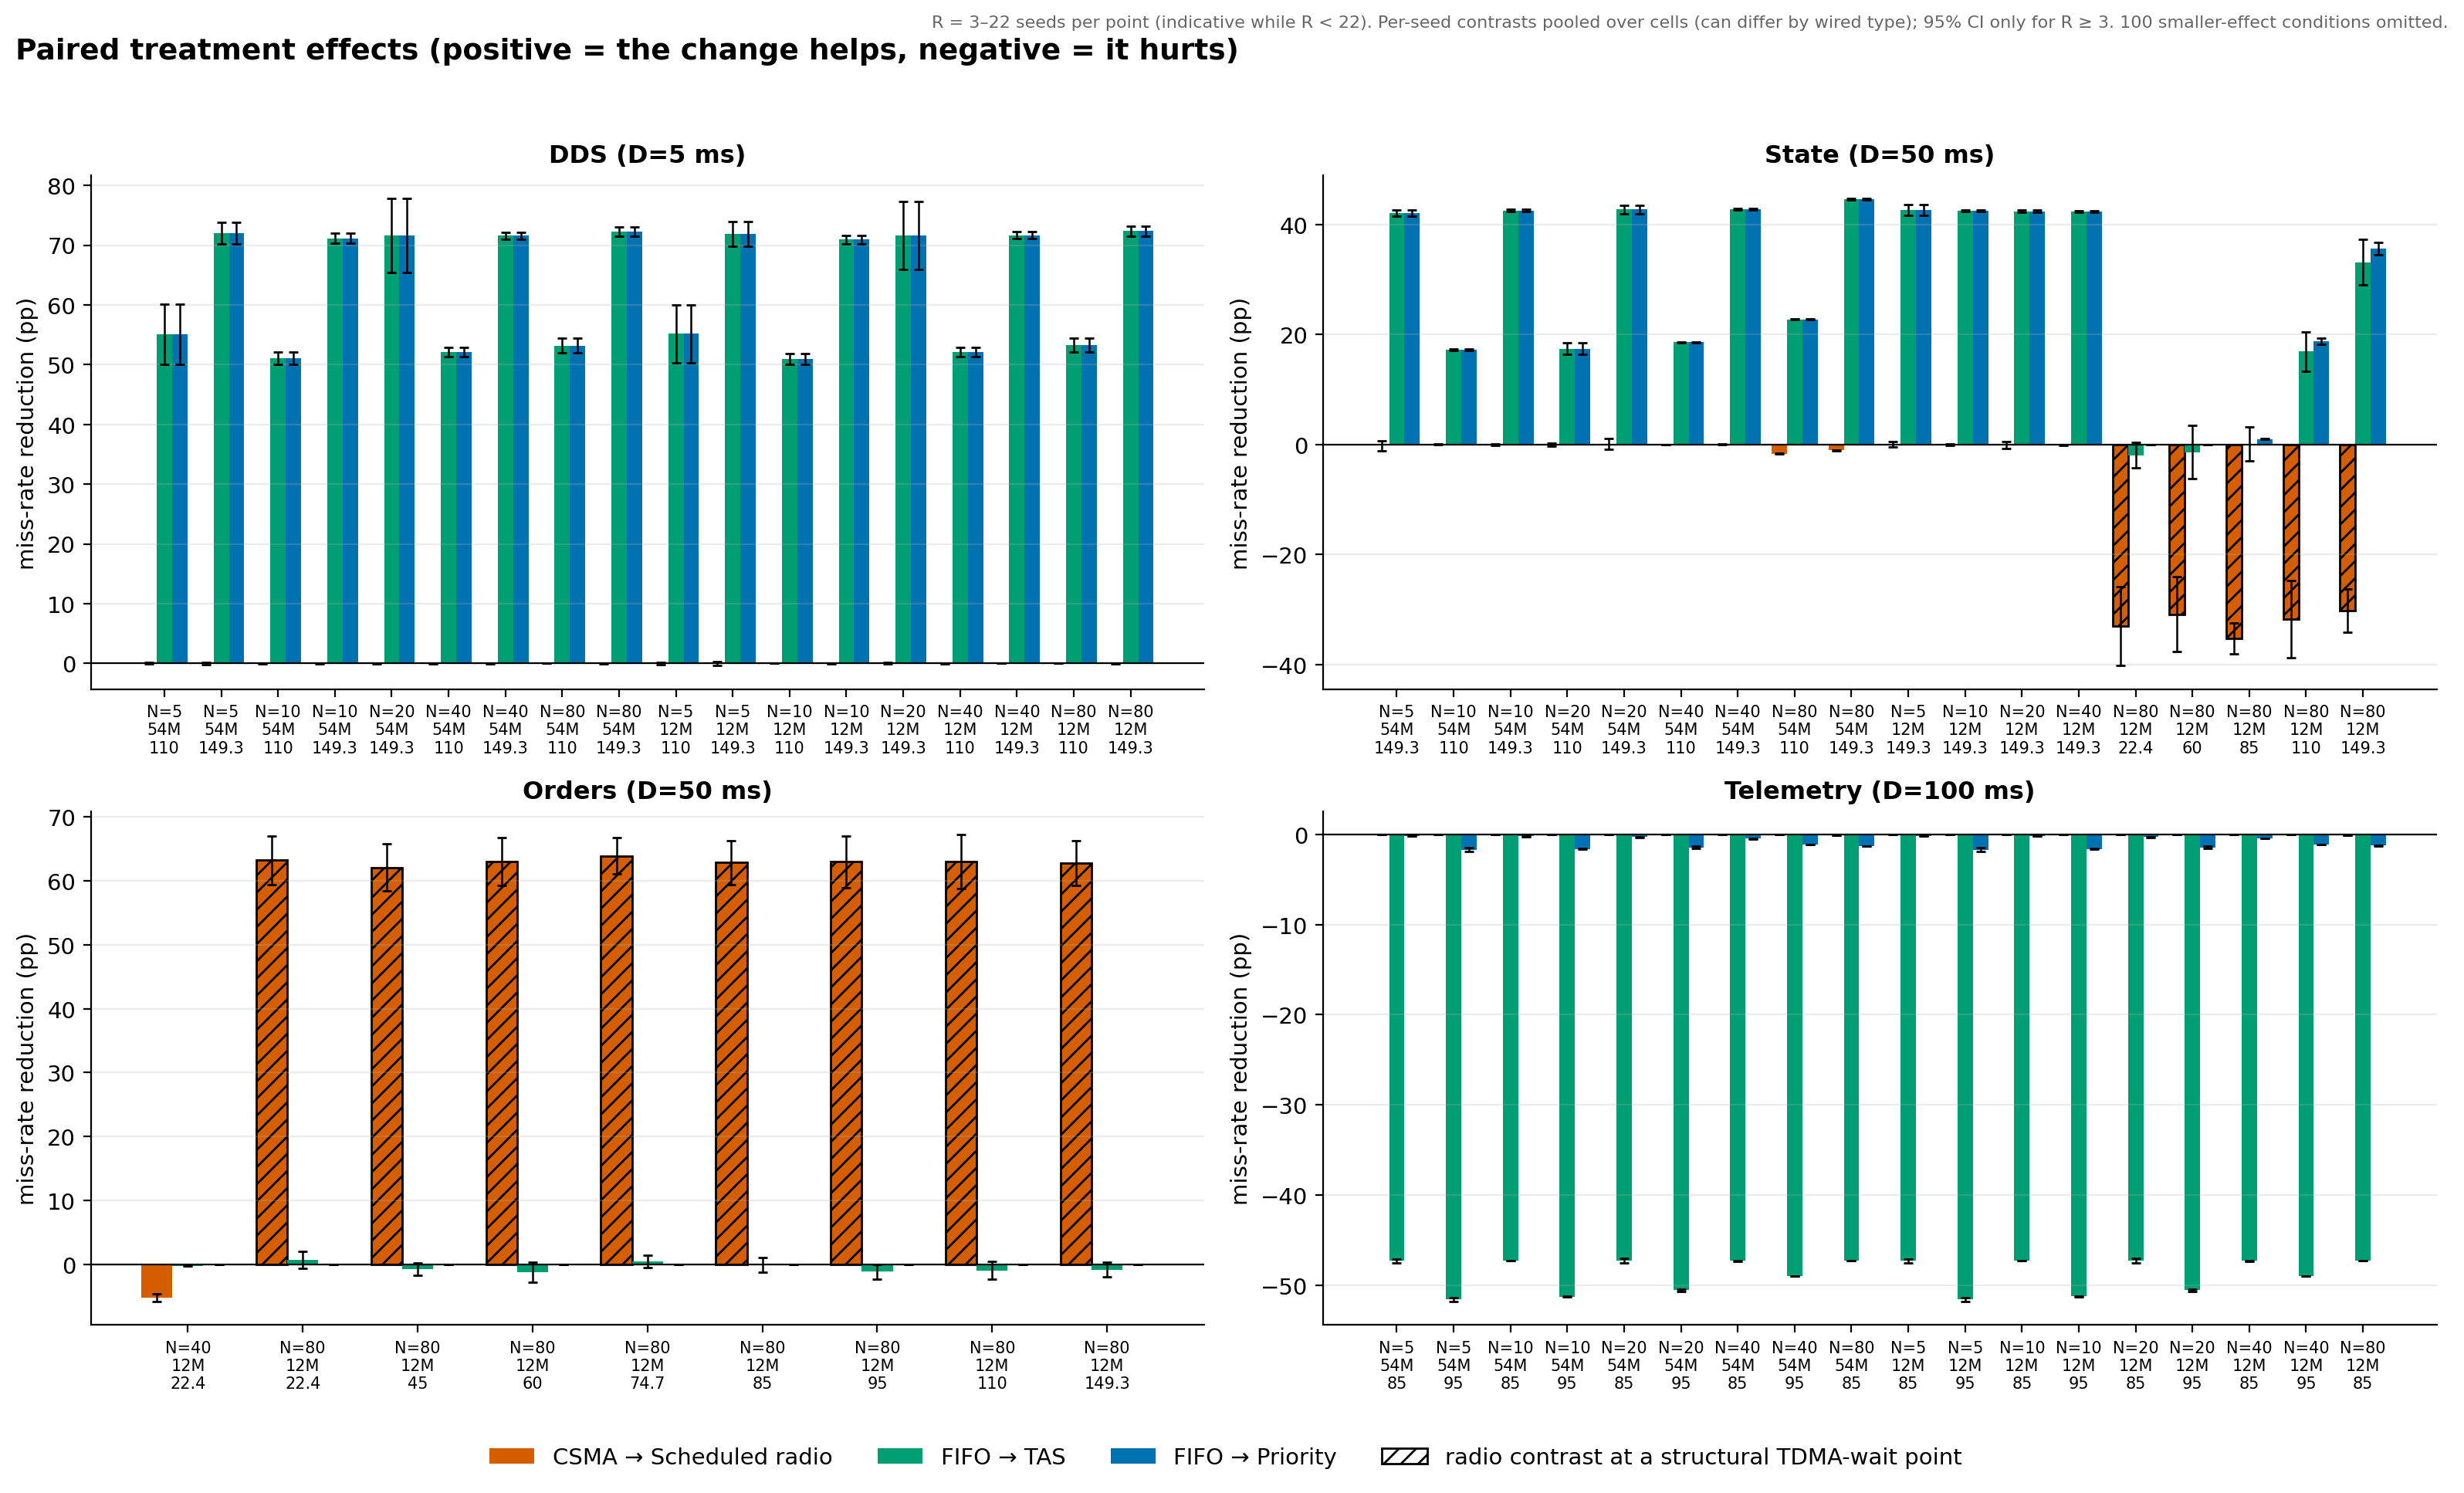 R = 3–22 seeds per point (indicative while R < 22). Per-seed contrasts pooled over cells (can differ by wired type); 95% CI only for R ≥ 3. 100 smaller-effect conditions omitted.
Paired treatment effects (positive = the change helps, negative = it hurts)
DDS (D=5 ms)
miss-rate reduction (pp)
80
70
60
50
40
30
20
10
0
N=5 N=5 N=10 N=10 N=20 N=40 N=40 N=80 N=80 N=5 N=5 N=10 N=10 N=20 N=40 N=40 N=80 N=80
54M 54M 54M 54M 54M 54M 54M 54M 54M 12M 12M 12M 12M 12M 12M 12M 12M 12M
110 149.3 110 149.3 149.3 110 149.3 110 149.3 110 149.3 110 149.3 149.3 110 149.3 110 149.3
State (D=50 ms)
miss-rate reduction (pp)
40
20
0
−20
−40
N=5 N=10 N=10 N=20 N=20 N=40 N=40 N=80 N=80 N=5 N=10 N=20 N=40 N=80 N=80 N=80 N=80 N=80
54M 54M 54M 54M 54M 54M 54M 54M 54M 12M 12M 12M 12M 12M 12M 12M 12M 12M
149.3 110 149.3 110 149.3 110 149.3 110 149.3 149.3 149.3 149.3 149.3 22.4 60 85 110 149.3
Orders (D=50 ms)
miss-rate reduction (pp)
70
60
50
40
30
20
10
0
N=40 N=80 N=80 N=80 N=80 N=80 N=80 N=80 N=80
12M 12M 12M 12M 12M 12M 12M 12M 12M
22.4 22.4 45 60 74.7 85 95 110 149.3
Telemetry (D=100 ms)
miss-rate reduction (pp)
0
−10
−20
−30
−40
−50
N=5 N=5 N=10 N=10 N=20 N=20 N=40 N=40 N=80 N=5 N=5 N=10 N=10 N=20 N=20 N=40 N=40 N=80
54M 54M 54M 54M 54M 54M 54M 54M 54M 12M 12M 12M 12M 12M 12M 12M 12M 12M
85 95 85 95 85 95 85 95 85 85 95 85 95 85 95 85 95 85
CSMA → Scheduled radio
FIFO → TAS
FIFO → Priority
radio contrast at a structural TDMA-wait point